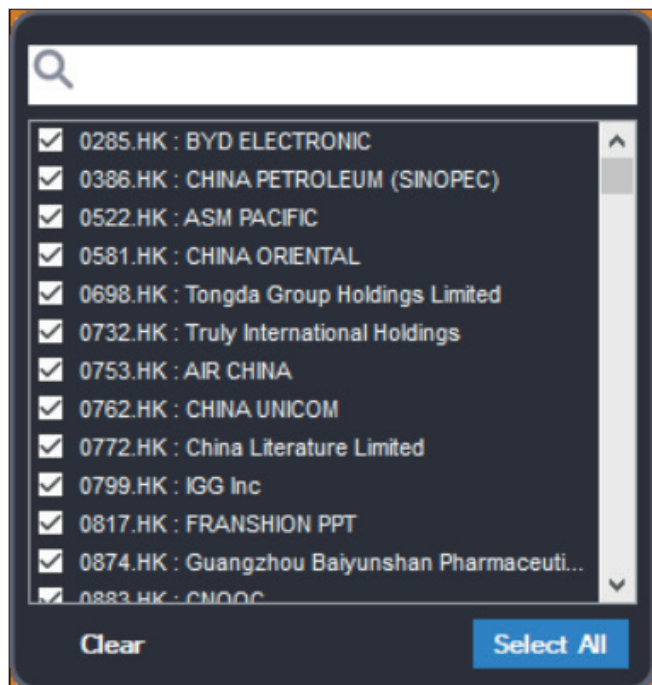 0285.HK : BYD ELECTRONIC
0386.HK : CHINA PETROLEUM (SINOPEC)
0522.HK : ASM PACIFIC
0581.HK : CHINA ORIENTAL
0698.HK : Tongda Group Holdings Limited
0732.HK : Truly International Holdings
0753.HK : AIR CHINA
0762.HK : CHINA UNICOM
0772.HK : China Literature Limited
0799.HK : IGG Inc
0817.HK : FRANSHION PPT
0874.HK : Guangzhou Baiyunshan Pharmaceuti...
0883.HK : CNOOC
Clear
Select All